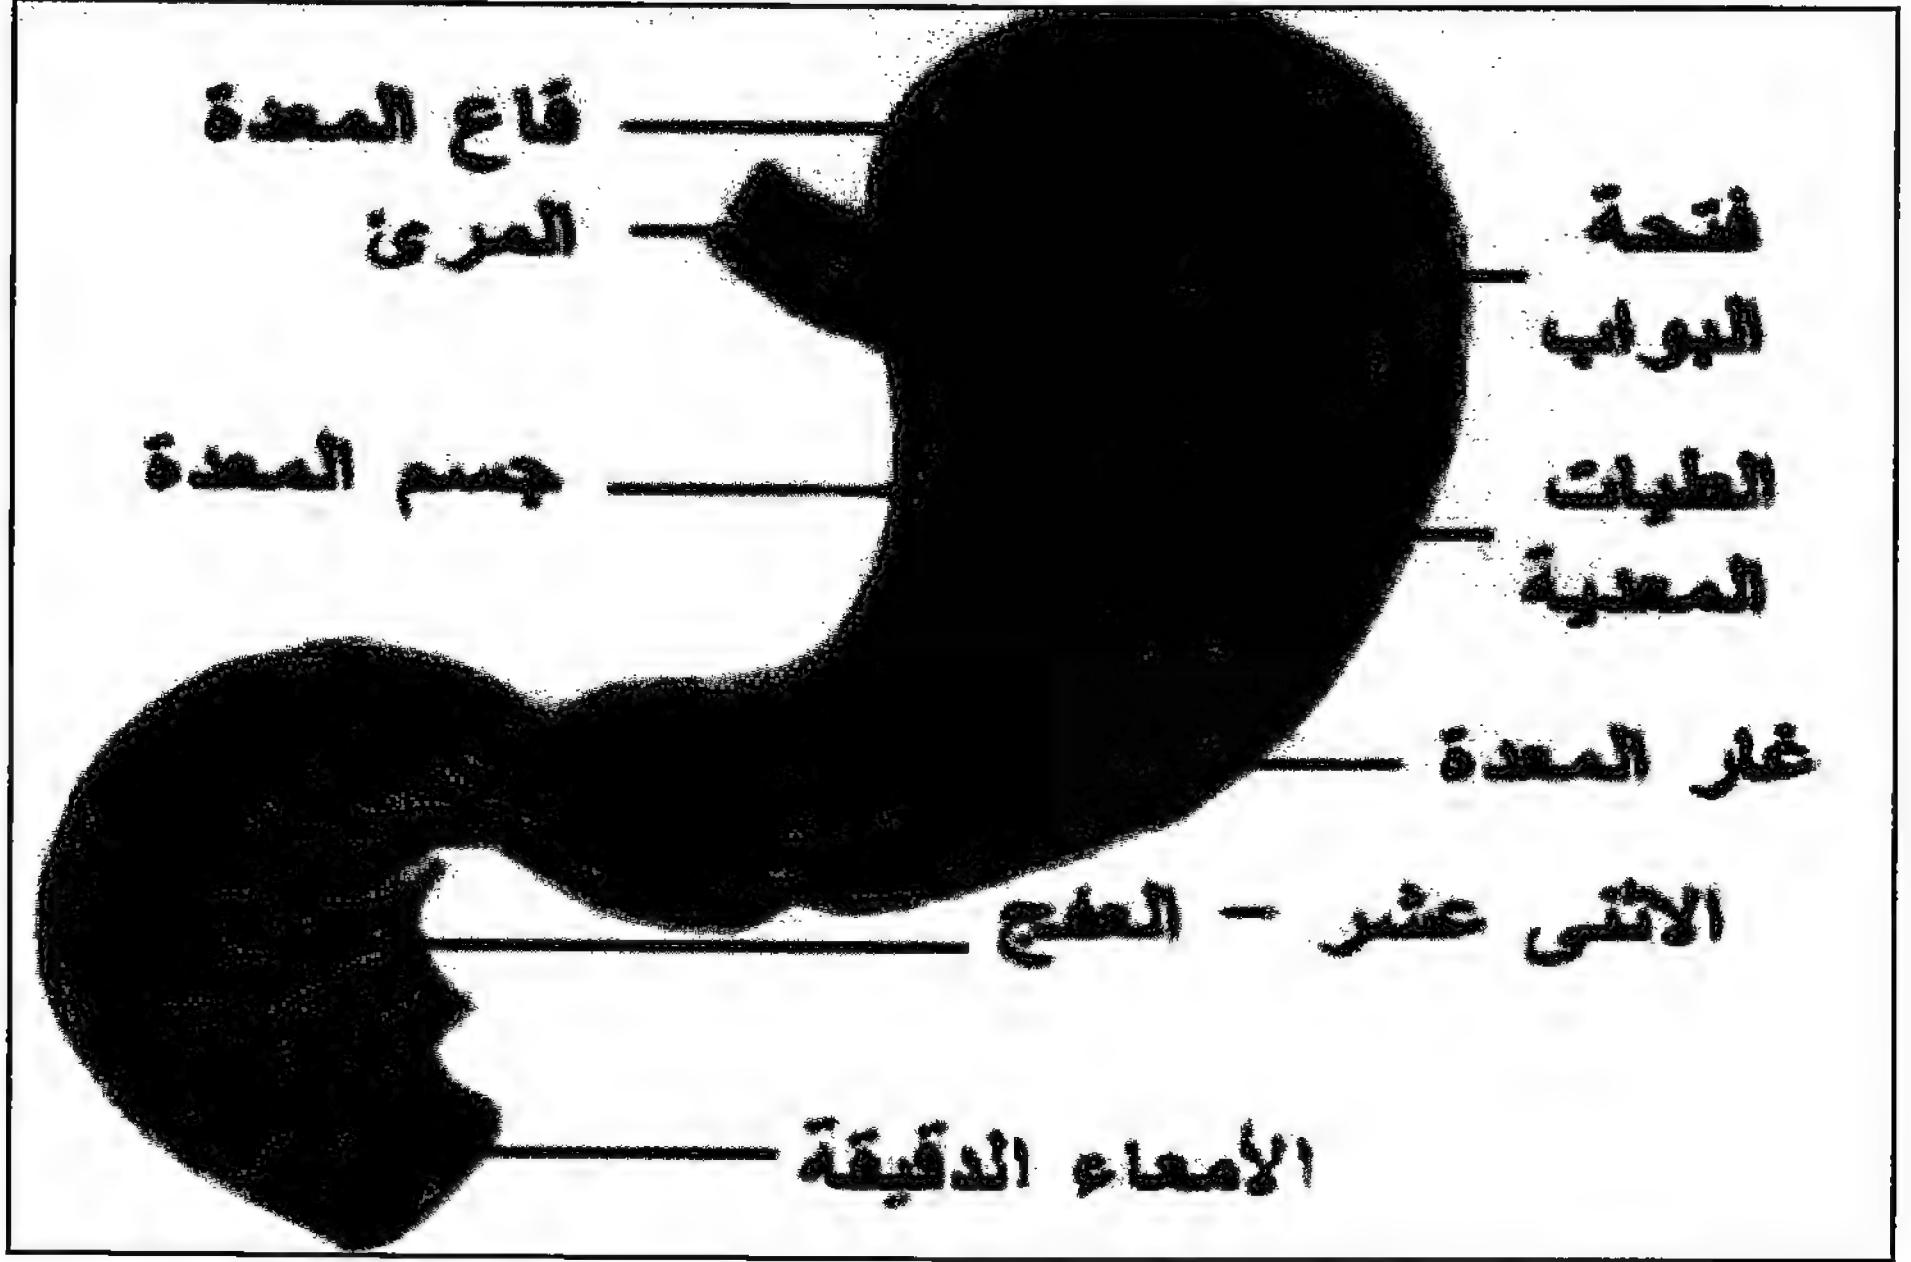 قاع المعدة
المرئ
جسم المعدة
فتحة
البواب
الطيات
المعدية
غار المعدة
الاثنى عشر - العفج
الأمعاء الدقيقة